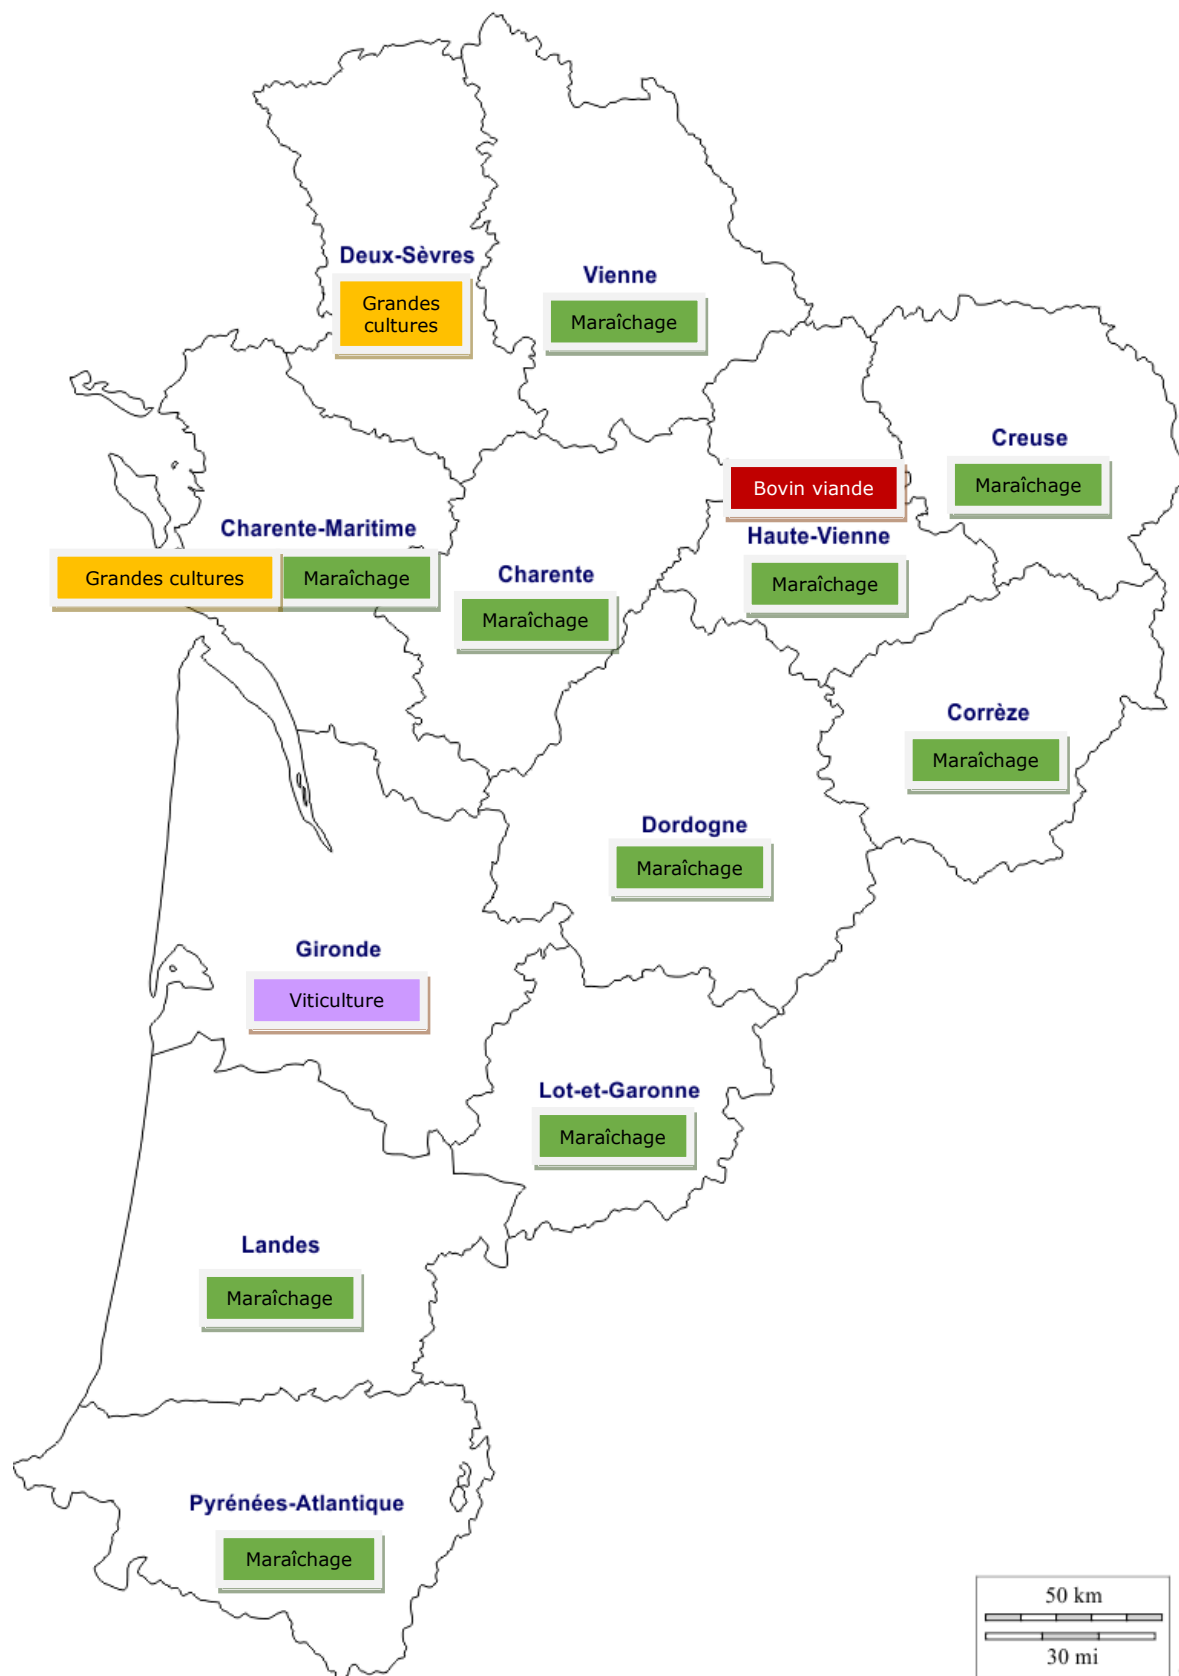 Deux-Sèvres
Grandes
cultures
Vienne
Maraîchage
Creuse
Maraîchage
Bovin viande
Haute-Vienne
Maraîchage
Charente-Maritime
Grandes cultures
Maraîchage
Charente
Maraîchage
Corrèze
Maraîchage
Dordogne
Maraîchage
Gironde
Viticulture
Lot-et-Garonne
Maraîchage
Landes
Maraîchage
Pyrénées-Atlantique
Maraîchage
50 km
30 mi